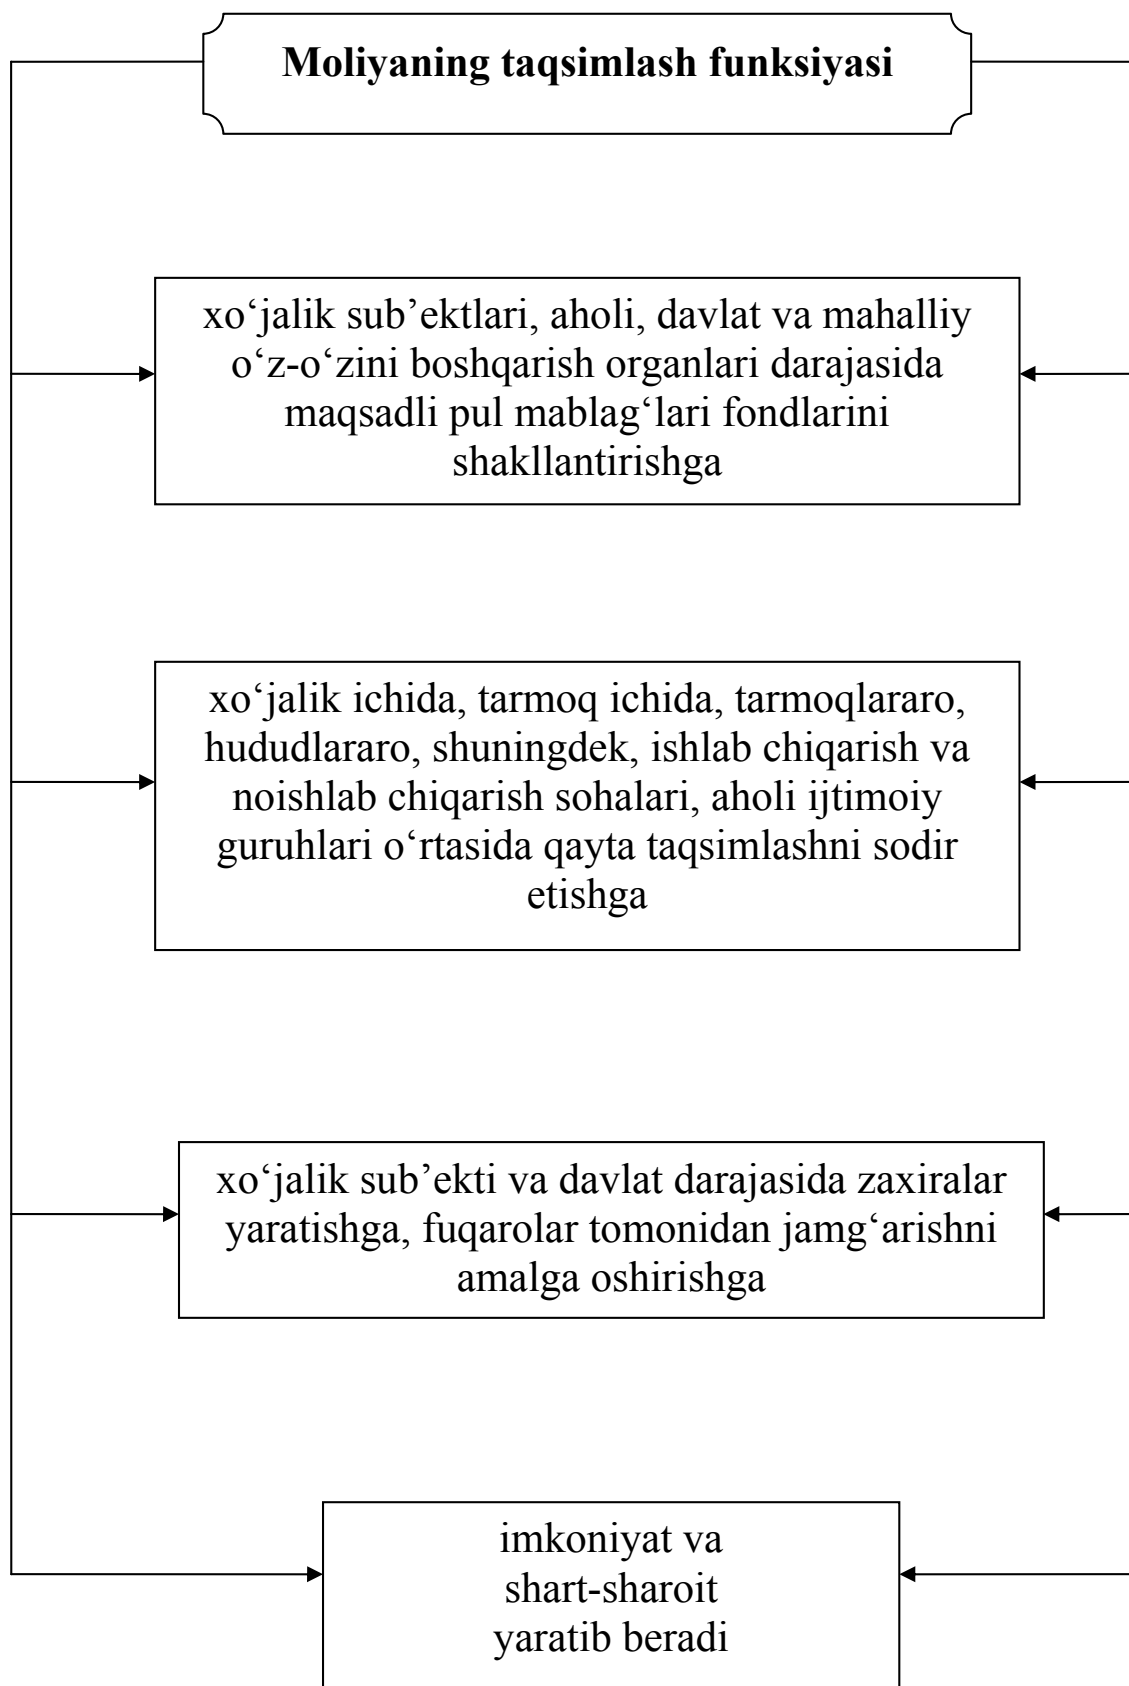 Moliyaning taqsimlash funksiyasi
xo‘jalik sub’ektlari, aholi, davlat va mahalliy
o‘z-o‘zini boshqarish organlari darajasida
maqsadli pul mablag‘lari fondlarini
shakllantirishga
xo‘jalik ichida, tarmoq ichida, tarmoqlararo,
hududlararo, shuningdek, ishlab chiqarish va
noishlab chiqarish sohalari, aholi ijtimoiy
guruhlari o‘rtasida qayta taqsimlashni sodir
etishga
xo‘jalik sub’ekti va davlat darajasida zaxiralar
yaratishga, fuqarolar tomonidan jamg‘arishni
amalga oshirishga
imkoniyat va
shart-sharoit
yaratib beradi